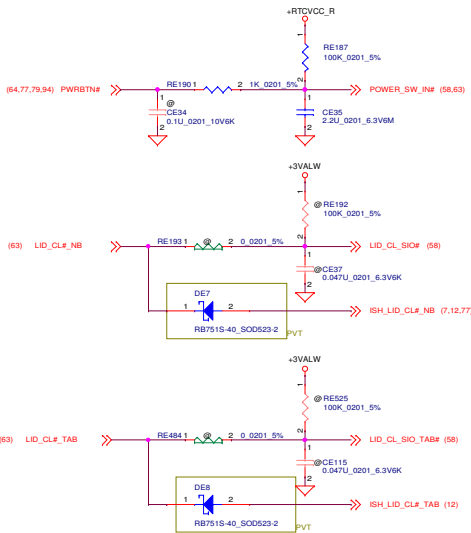 +RTCVCC_R
1
RE187
100K_0201_5%
2
(64,77,79,94) PWRBTN# RE190 1 2 1K_0201_5% POWER_SW_IN# (58,63)
1 1
@
CE34 CE35
0.1U_0201_10V6K 2.2U_0201_6.3V6M
2 2
+3VALW
1
@ RE192
100K_0201_5%
2
(63) LID_CL#_NB RE193 1 @ 2 0_0201_5% LID_CL_SIO# (58)
1
@CE37
0.047U_0201_6.3V6K
2
DE7
1 2 ISH_LID_CL#_NB (7,12,77)
RB751S-40_SOD523-2
PVT
+3VALW
1
@ RE525
100K_0201_5%
2
(63) LID_CL#_TAB RE484 1 @ 2 0_0201_5% LID_CL_SIO_TAB# (58)
1
@CE115
0.047U_0201_6.3V6K
2
DE8
1 2 ISH_LID_CL#_TAB (12)
RB751S-40_SOD523-2
PVT